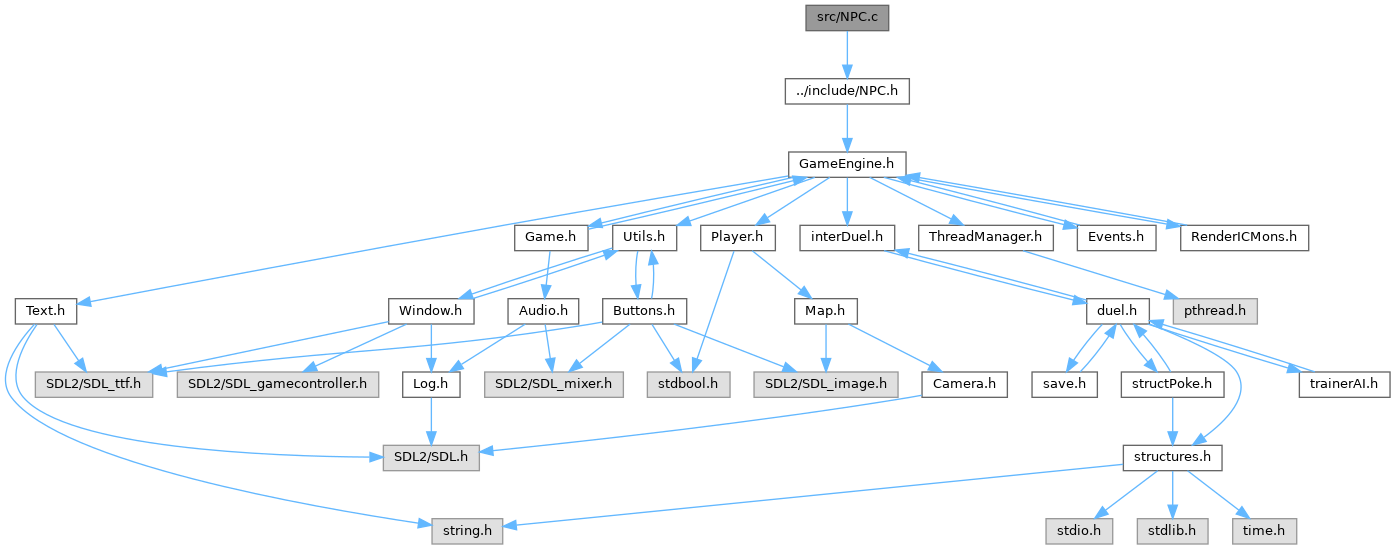 src/NPC.c
../include/NPC.h
GameEngine.h
Game.h
Utils.h
Player.h
interDuel.h
ThreadManager.h
Events.h
RenderICMons.h
Text.h
Window.h
Audio.h
Buttons.h
Map.h
duel.h
pthread.h
SDL2/SDL_ttf.h
SDL2/SDL_gamecontroller.h
Log.h
SDL2/SDL_mixer.h
stdbool.h
SDL2/SDL_image.h
Camera.h
save.h
structPoke.h
trainerAI.h
SDL2/SDL.h
structures.h
string.h
stdio.h
stdlib.h
time.h